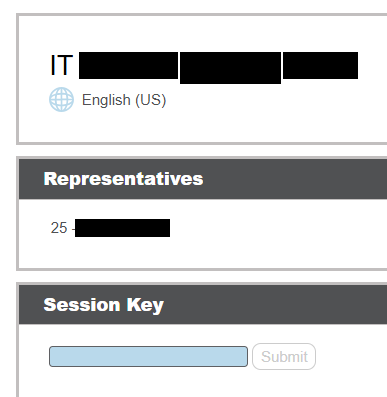 IT
English (US)
Representatives
25 -
Session Key
Submit